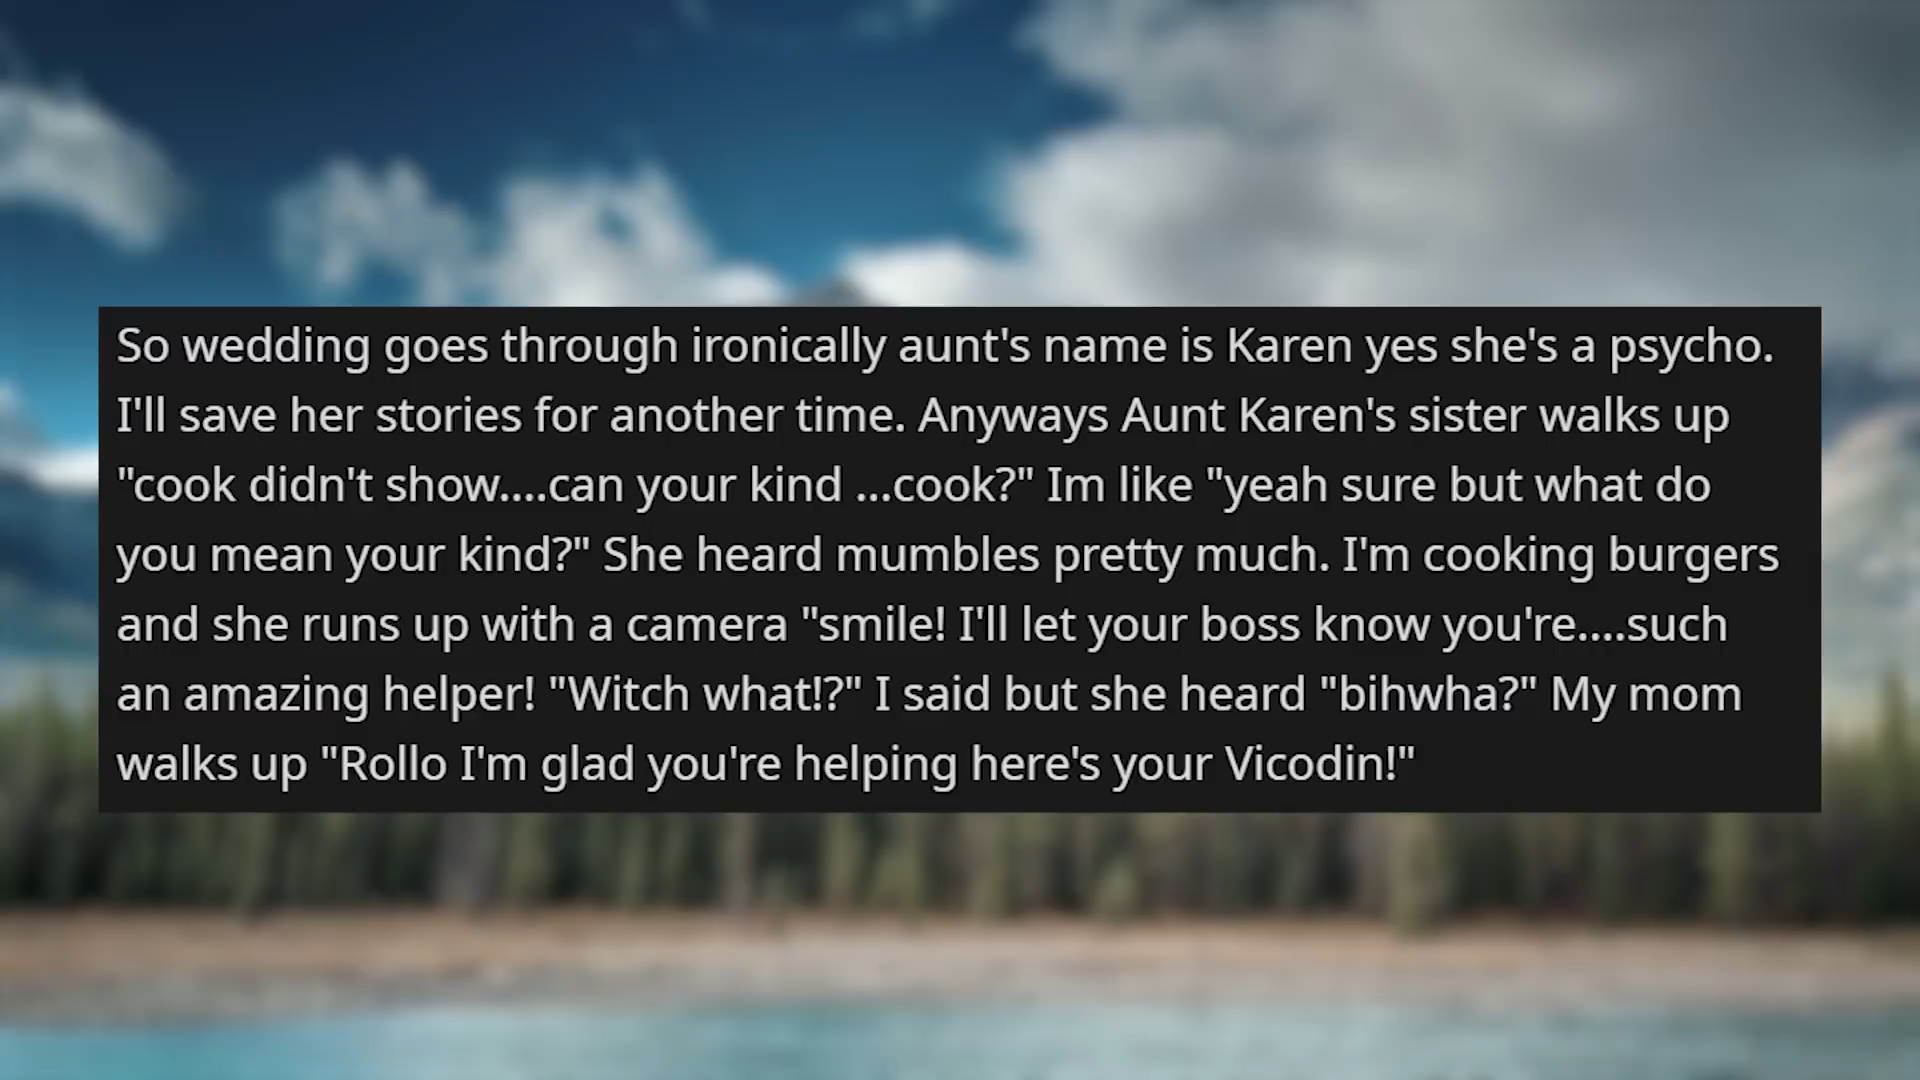 So wedding goes through ironically aunt's name is Karen yes she's a psycho.
I'll save her stories for another time. Anyways Aunt Karen's sister walks up
"cook didn't show....can your kind ...cook?" Im like "yeah sure but what do
you mean your kind?" She heard mumbles pretty much. I'm cooking burgers
and she runs up with a camera "smile! I'll let your boss know you're....such
an amazing helper! "Witch what!?" I said but she heard "bihwha?" My mom
walks up "Rollo I'm glad you're helping here's your Vicodin!"